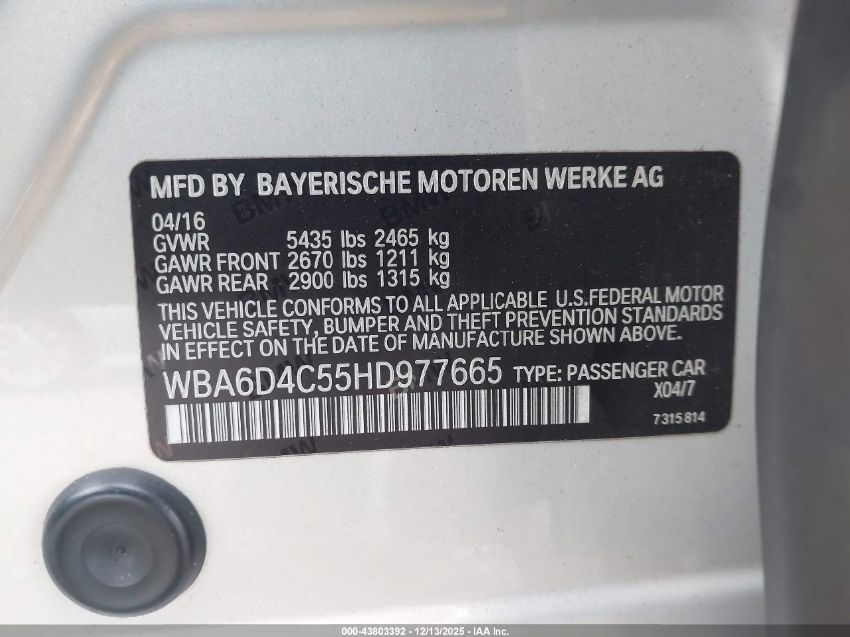 MFD BY BAYERISCHE MOTOREN WERKE AG
04/16
GVWR 5435 lbs 2465 kg
GAWR FRONT 2670 lbs 1211 kg
GAWR REAR 2900 lbs 1315 kg
THIS VEHICLE CONFORMS TO ALL APPLICABLE U.S.FEDERAL MOTOR
VEHICLE SAFETY, BUMPER AND THEFT PREVENTION STANDARDS
IN EFFECT ON THE DATE OF MANUFACTURE SHOWN ABOVE.
WBA6D4C55HD977665 TYPE: PASSENGER CAR
X04/7
7315814
000-43803392 - 12/13/2025 - IAA Inc.